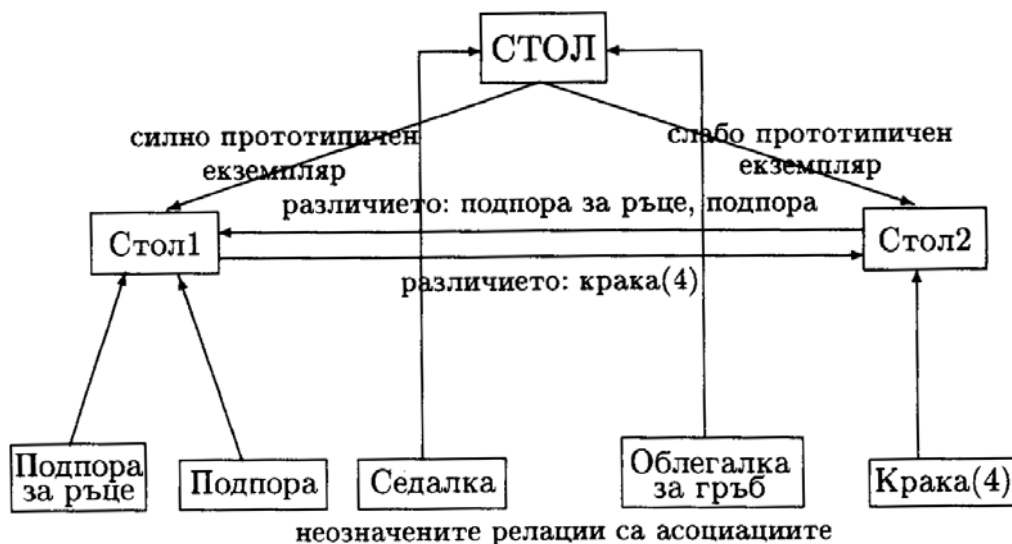 СТОЛ
силно прототипичен
екземпляр
слабо прототипичен
екземпляр
различието: подпора за ръце, подпора
Стол1
Стол2
различието: крака(4)
Подпора
за ръце
Подпора
Седалка
Облегалка
за гръб
Крака(4)
неозначените релации са асоциациите